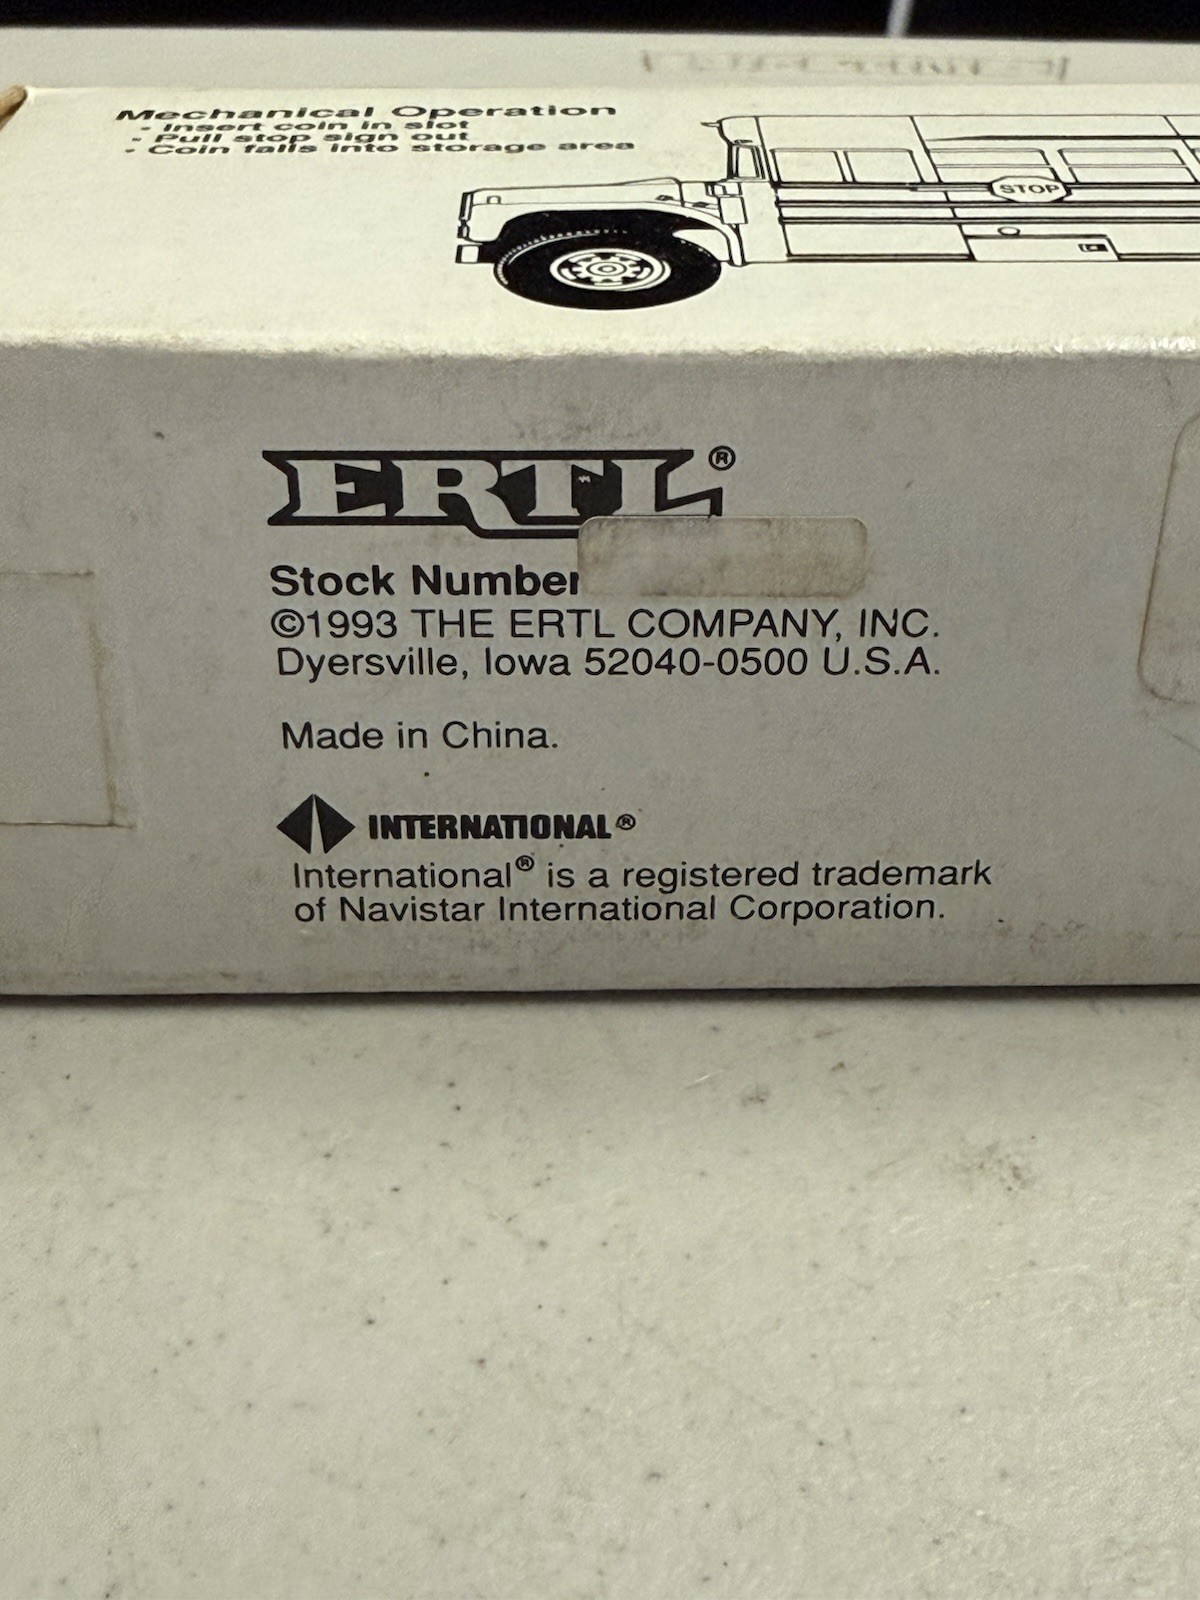 Mechanical Operation
- Insert coin in slot
- Pull stop sign out
- Coin falls into storage area
STOP
ERTL®
Stock Number
©1993 THE ERTL COMPANY, INC.
Dyersville, Iowa 52040-0500 U.S.A.
Made in China.
INTERNATIONAL®
International® is a registered trademark
of Navistar International Corporation.